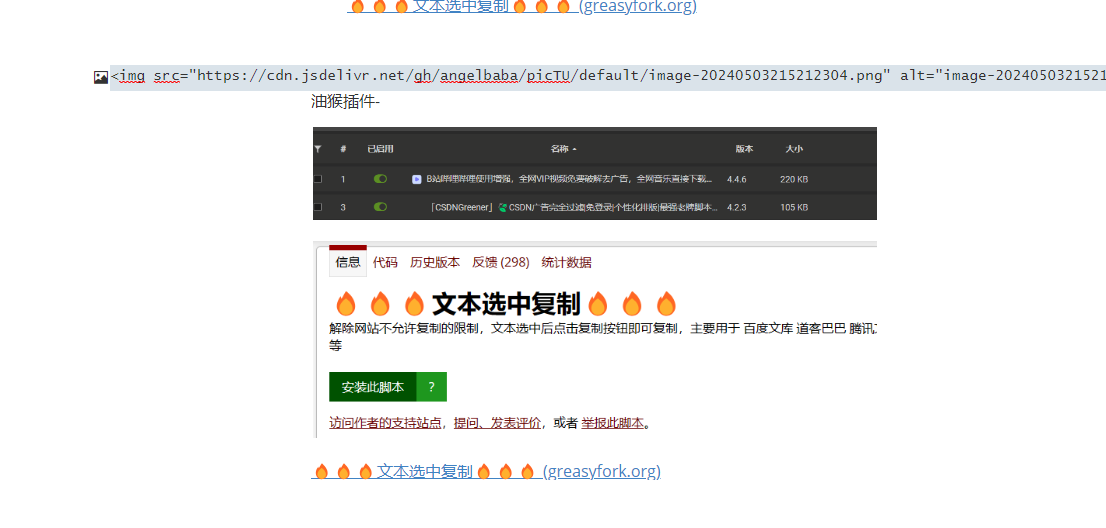 🔥🔥🔥文本选中复制🔥🔥🔥 (greasyfork.org)
<img src="https://cdn.jsdelivr.net/gh/angelbaba/picTU/default/image-20240503215212304.png" alt="image-2024050321521
油猴插件-
# 已启用 名称 版本 大小
1 B站哔哩哔哩使用增强，全网VIP视频免费破解去广告，全网音乐直接下载... 4.4.6 220 KB
3 「CSDNGreener」🍃CSDN广告完全过滤|免登录|个性化排版|最强老牌脚本... 4.2.3 105 KB
信息 代码 历史版本 反馈 (298) 统计数据
🔥🔥🔥文本选中复制🔥🔥🔥
解除网站不允许复制的限制，文本选中后点击复制按钮即可复制，主要用于 百度文库 道客巴巴 腾讯
等
安装此脚本 ?
访问作者的支持站点，提问、发表评价，或者 举报此脚本。
🔥🔥🔥文本选中复制🔥🔥🔥 (greasyfork.org)